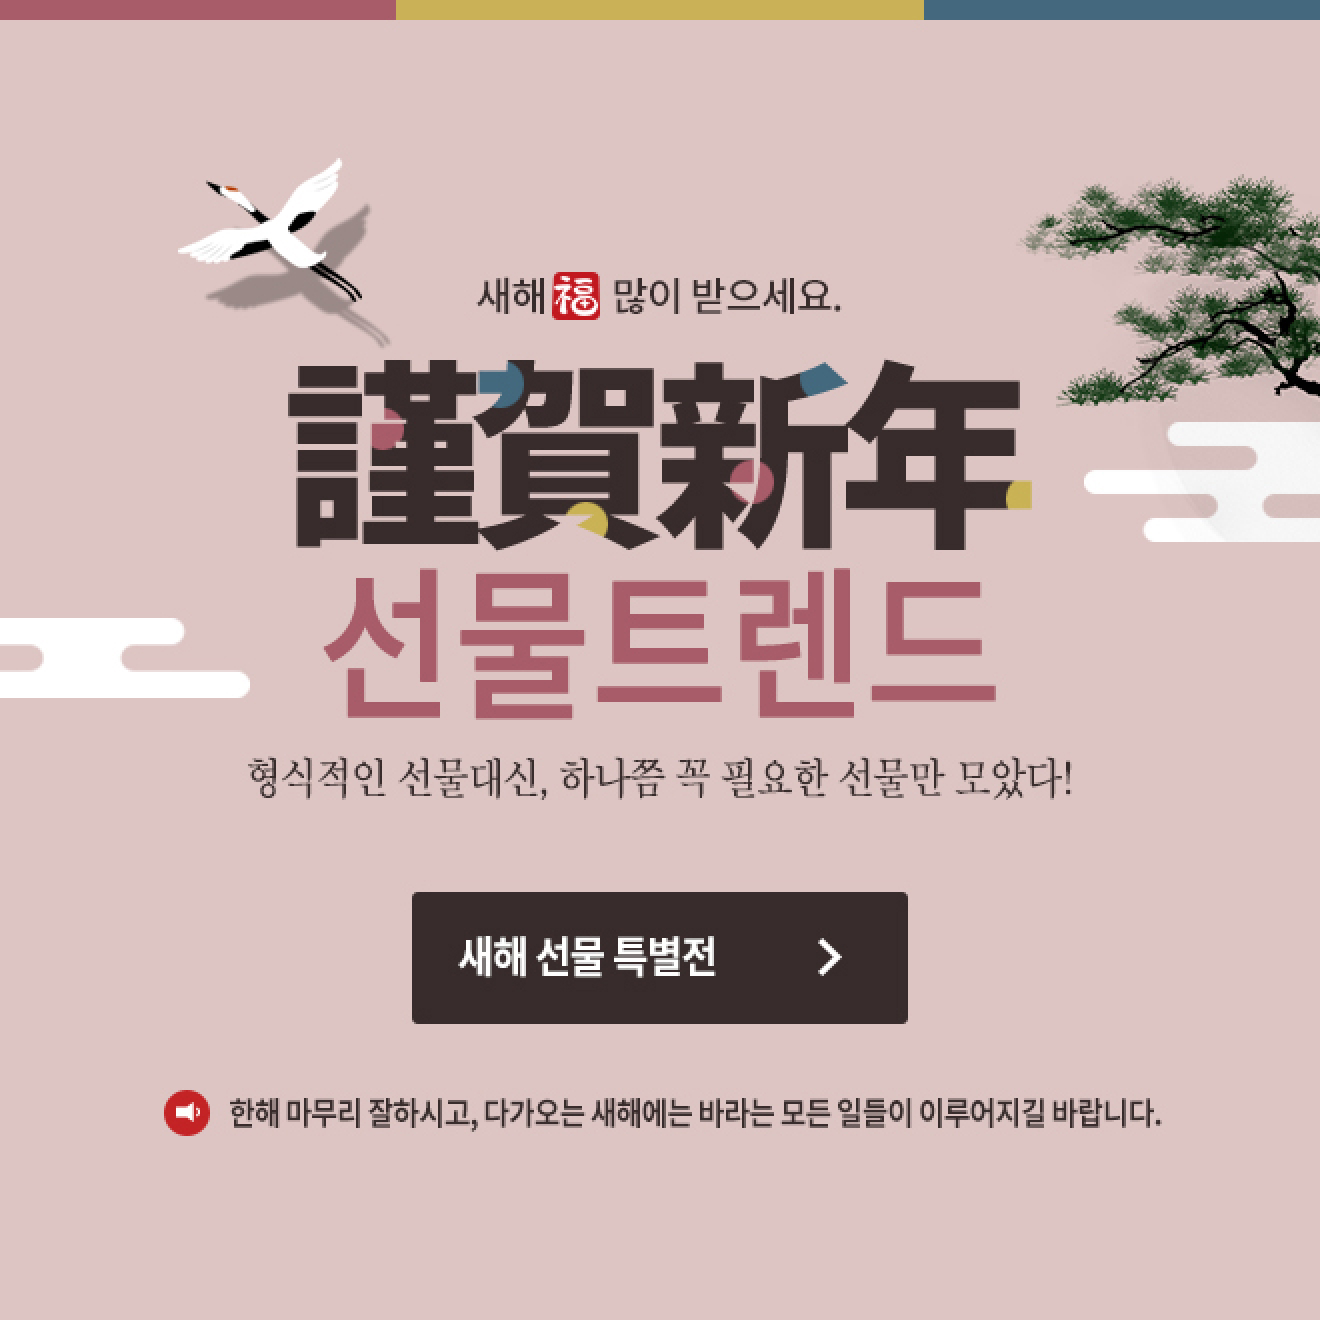 새해福 많이 받으세요.
謹賀新年
선물트렌드
형식적인 선물대신, 하나쯤 꼭 필요한 선물만 모았다!
새해 선물 특별전
한해 마무리 잘하시고, 다가오는 새해에는 바라는 모든 일들이 이루어지길 바랍니다.